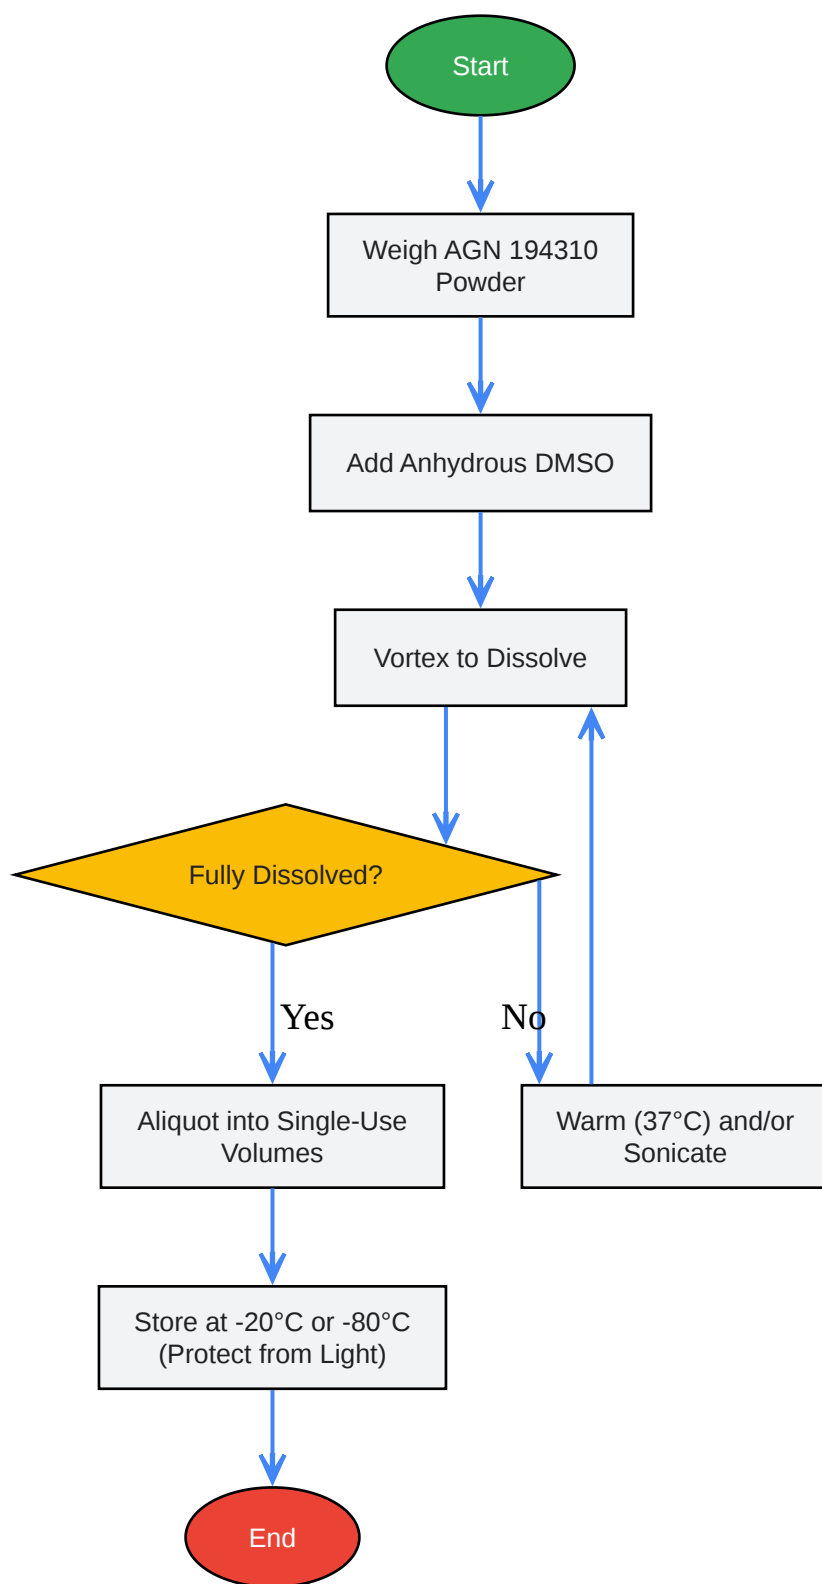 Start
Weigh AGN 194310
Powder
Add Anhydrous DMSO
Vortex to Dissolve
Fully Dissolved?
Yes
No
Aliquot into Single-Use
Volumes
Warm (37°C) and/or
Sonicate
Store at -20°C or -80°C
(Protect from Light)
End